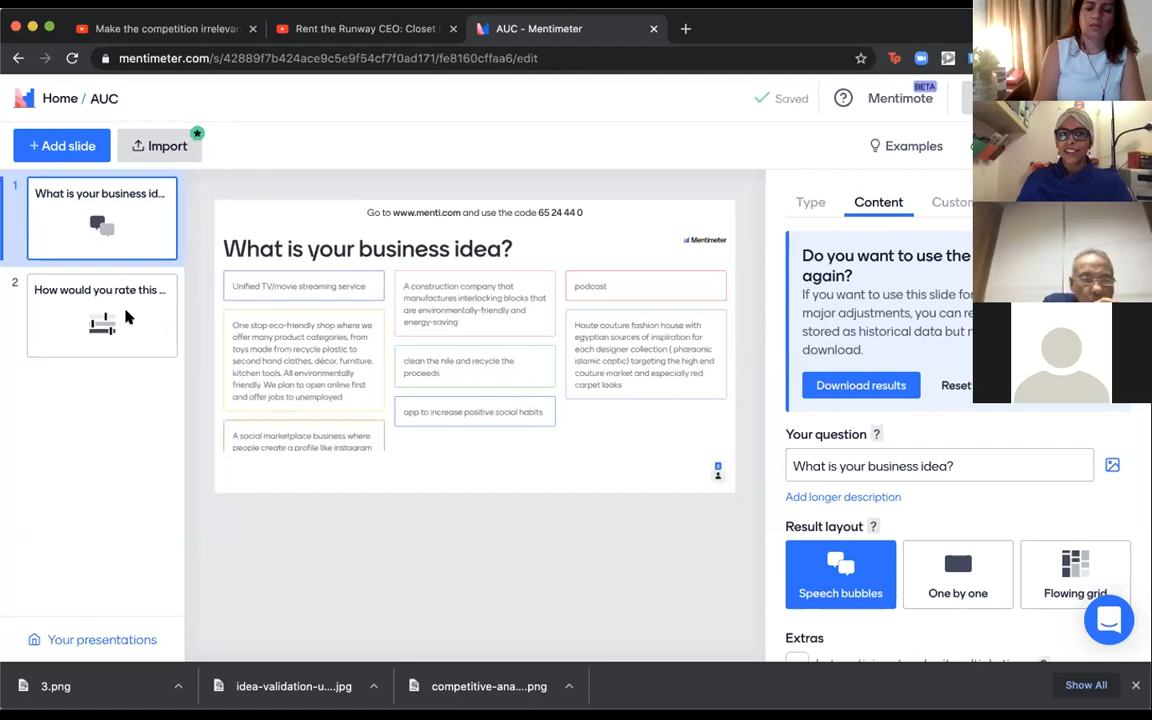 Make the competition irrelevan
Rent the Runway CEO: Closet
AUC - Mentimeter
mentimeter.com/s/42889f7b424ace9c5e9f54cf7f0ad171/fe8160cffaa6/edit
Home / AUC
Saved
Mentimote
BETA
+ Add slide
Import
Examples
1
What is your business id...
2
How would you rate this ...
Go to www.menti.com and use the code 65 24 44 0
What is your business idea?
Mentimeter
Unified TV/movie streaming service
One stop eco-friendly shop where we
offer many product categories, from
toys made from recycle plastic to
second hand clothes, décor, furniture,
kitchen tools. All environmentally
friendly. We plan to open online first
and offer jobs to unemployed
A social marketplace business where
people create a profile like instagram
A construction company that
manufactures interlocking blocks that
are environmentally-friendly and
energy-saving
clean the nile and recycle the
proceeds
app to increase positive social habits
podcast
Haute couture fashion house with
egyptian sources of inspiration for
each designer collection ( pharaonic
islamic coptic) targeting the high end
couture market and especially red
carpet looks
Type
Content
Custom
Do you want to use the
again?
If you want to use this slide for
major adjustments, you can re
stored as historical data but n
download.
Download results
Reset
Your question ?
What is your business idea?
Add longer description
Result layout ?
Speech bubbles
One by one
Flowing grid
Extras
Your presentations
3.png
idea-validation-u....jpg
competitive-ana....png
Show All